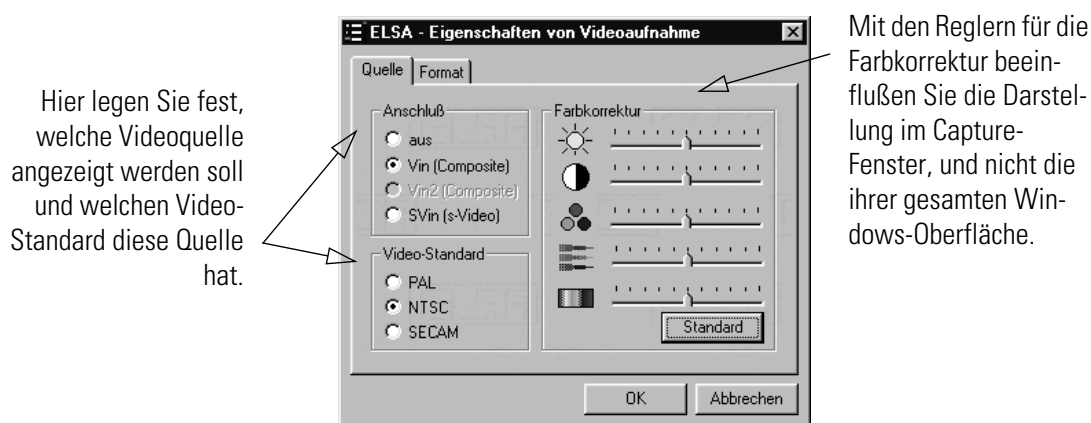 Hier legen Sie fest,
welche Videoquelle
angezeigt werden soll
und welchen Video-
Standard diese Quelle
hat.
ELSA - Eigenschaften von Videoaufnahme
Quelle
Format
Anschluß
aus
Vin (Composite)
Vin2 (Composite)
SVin (s-Video)
Video-Standard
PAL
NTSC
SECAM
Farbkorrektur
Standard
OK
Abbrechen
Mit den Reglern für die
Farbkorrektur beein-
flußen Sie die Darstel-
lung im Capture-
Fenster, und nicht die
ihrer gesamten Win-
dows-Oberfläche.